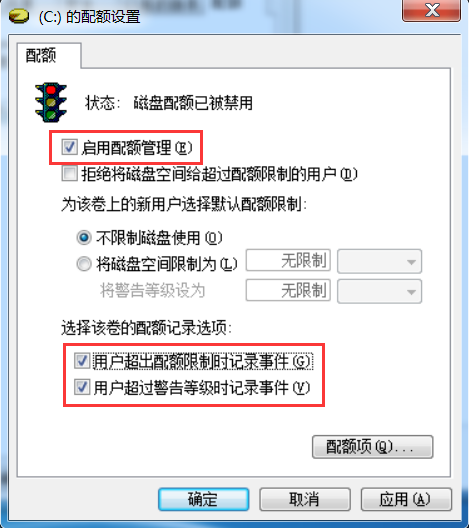 (C:) 的配额设置
配额
状态： 磁盘配额已被禁用
启用配额管理(E)
拒绝将磁盘空间给超过配额限制的用户(D)
为该卷上的新用户选择默认配额限制:
不限制磁盘使用(O)
将磁盘空间限制为(L) 无限制
将警告等级设为 无限制
选择该卷的配额记录选项:
用户超出配额限制时记录事件(G)
用户超过警告等级时记录事件(V)
配额项(Q)...
确定 取消 应用(A)